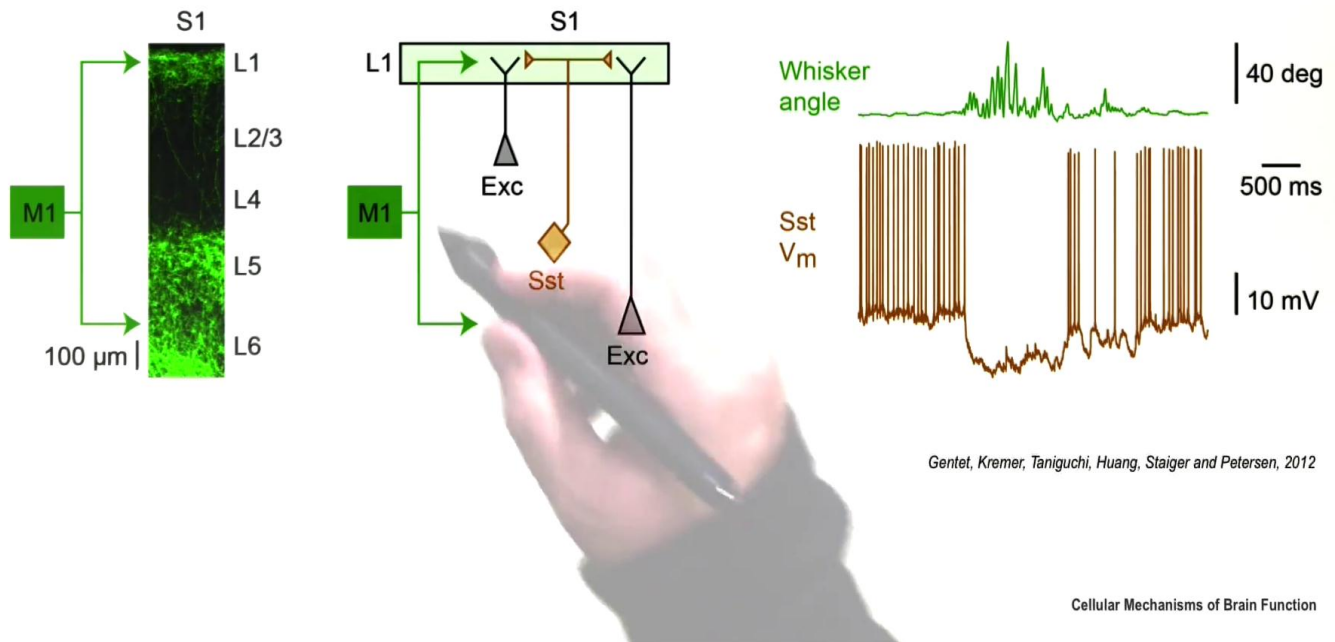 S1
M1
L1
L2/3
L4
L5
L6
100 µm
S1
L1
M1
Exc
Sst
Exc
Whisker
angle
40 deg
500 ms
Sst
Vm
10 mV
Gentet, Kremer, Taniguchi, Huang, Staiger and Petersen, 2012
Cellular Mechanisms of Brain Function